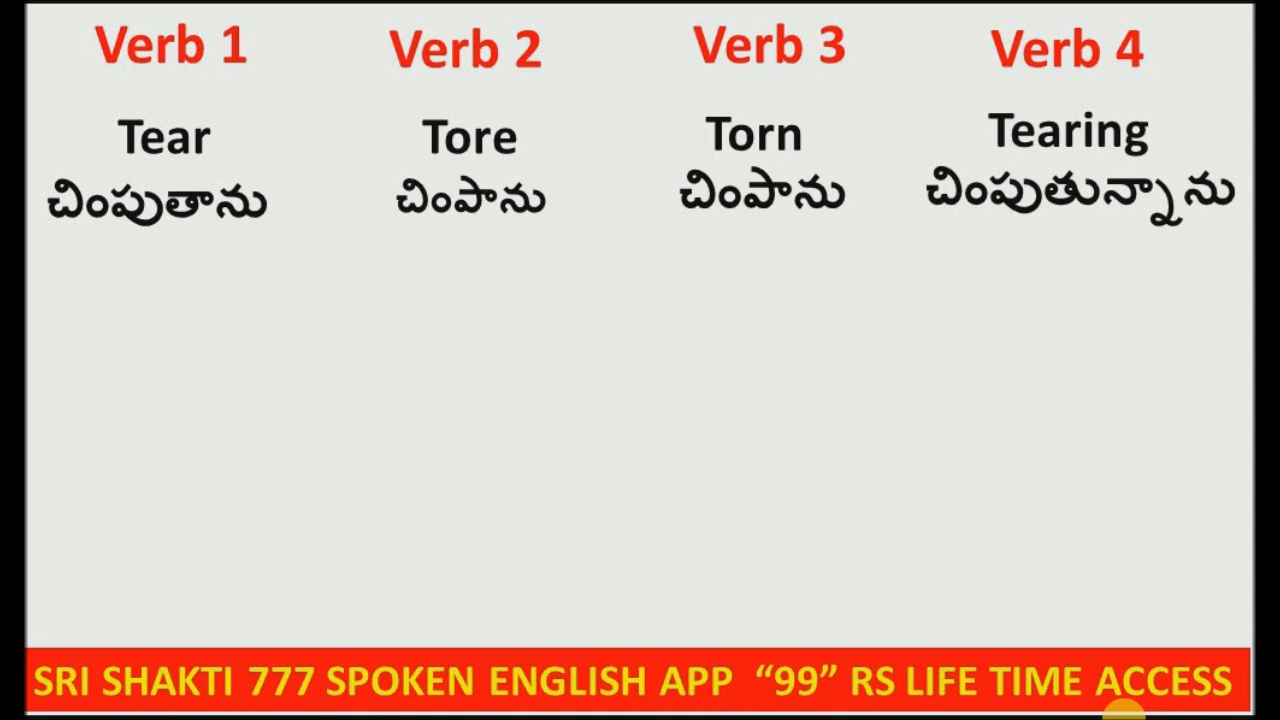 Verb 1 Verb 2 Verb 3 Verb 4
Tear Tore Torn Tearing
చింపుతాను చింపాను చింపాను చింపుతున్నాను
SRI SHAKTI 777 SPOKEN ENGLISH APP “99” RS LIFE TIME ACCESS